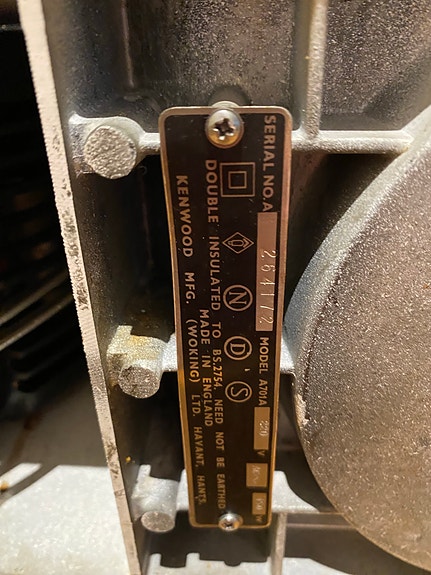 SERIAL NO. A 264172 MODEL A701A V W
N D S
DOUBLE INSULATED TO BS.2754. NEED NOT BE EARTHED
MADE IN ENGLAND
KENWOOD MFG. (WOKING) LTD. HAVANT, HANTS.